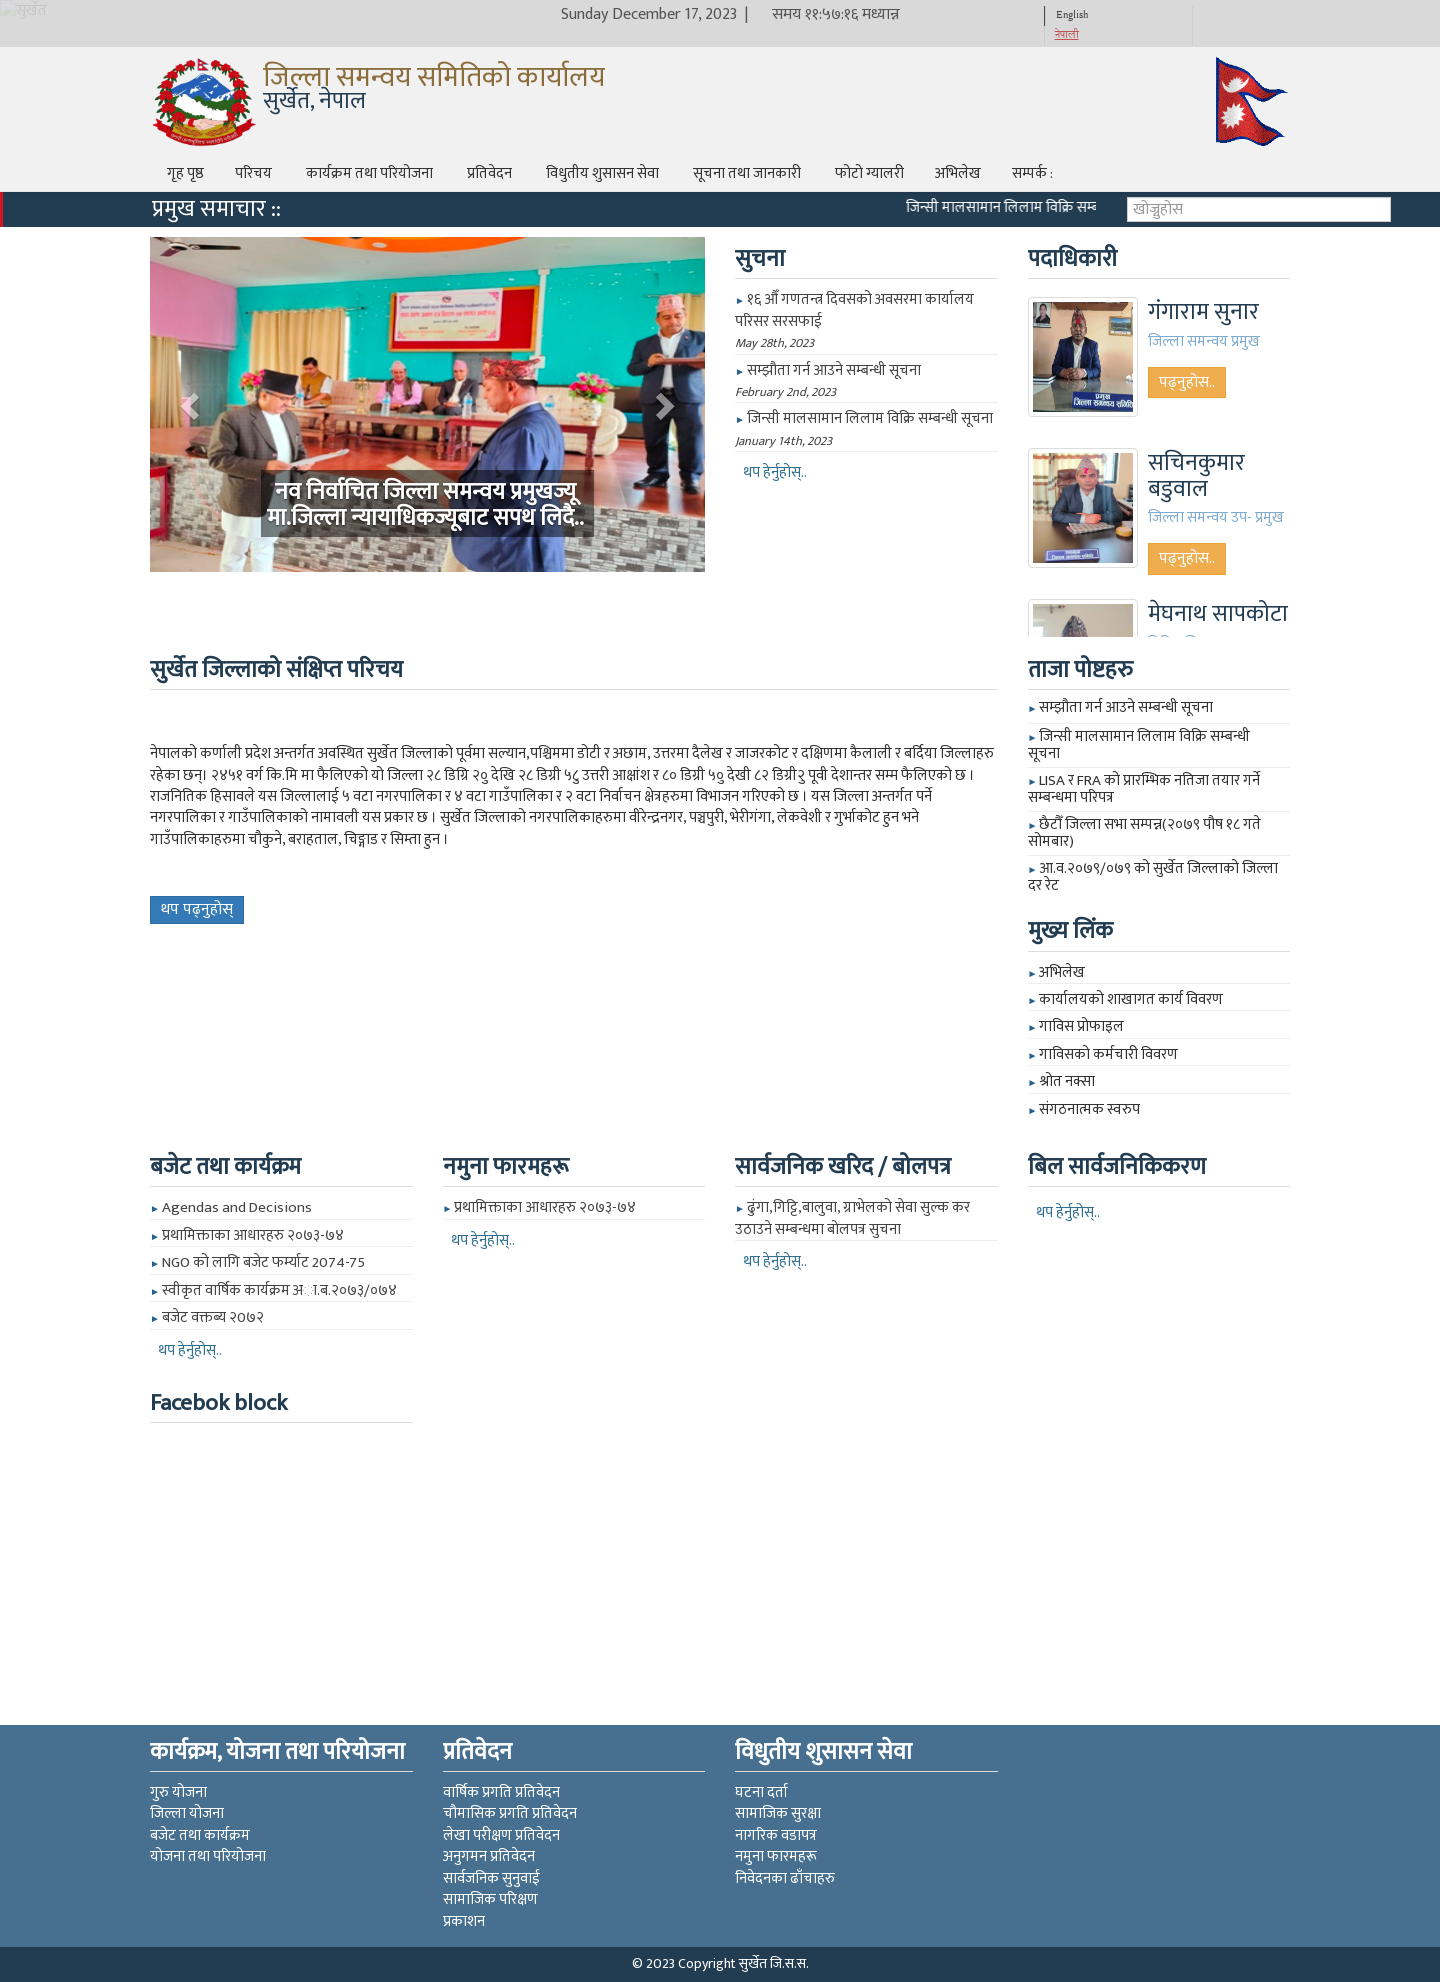 सुर्खेत
Sunday December 17, 2023 | समय ११:५७:१६ मध्यान्न
English
नेपाली
जिल्ला समन्वय समितिको कार्यालय
सुर्खेत, नेपाल
गृह पृष्ठ परिचय कार्यक्रम तथा परियोजना प्रतिवेदन विधुतीय शुसासन सेवा सूचना तथा जानकारी फोटो ग्यालरी अभिलेख सम्पर्क :
प्रमुख समाचार ::
जिन्सी मालसामान लिलाम विक्रि सम्ब
खोज्नुहोस
नव निर्वाचित जिल्ला समन्वय प्रमुखज्यू
मा.जिल्ला न्यायाधिकज्यूबाट सपथ लिदै..
सुचना
१६ औँ गणतन्त्र दिवसको अवसरमा कार्यालय
परिसर सरसफाई
May 28th, 2023
सम्झौता गर्न आउने सम्बन्धी सूचना
February 2nd, 2023
जिन्सी मालसामान लिलाम विक्रि सम्बन्धी सूचना
January 14th, 2023
थप हेर्नुहोस्..
पदाधिकारी
गंगाराम सुनार
जिल्ला समन्वय प्रमुख
पढ्नुहोस..
प्रमुख
जिल्ला समन्वय समिति
सचिनकुमार
बडुवाल
जिल्ला समन्वय उप- प्रमुख
पढ्नुहोस..
मेघनाथ सापकोटा
सुर्खेत जिल्लाको संक्षिप्त परिचय
नेपालको कर्णाली प्रदेश अन्तर्गत अवस्थित सुर्खेत जिल्लाको पूर्वमा सल्यान,पश्चिममा डोटी र अछाम, उत्तरमा दैलेख र जाजरकोट र दक्षिणमा कैलाली र बर्दिया जिल्लाहरु
रहेका छन्। २४५१ वर्ग कि.मि मा फैलिएको यो जिल्ला २८ डिग्रि २०ु देखि २८ डिग्री ५८ु उत्तरी आक्षांश र ८० डिग्री ५०ु देखी ८२ डिग्री२ु पूवी देशान्तर सम्म फैलिएको छ ।
राजनितिक हिसावले यस जिल्लालाई ५ वटा नगरपालिका र ४ वटा गाउँपालिका र २ वटा निर्वाचन क्षेत्रहरुमा विभाजन गरिएको छ । यस जिल्ला अन्तर्गत पर्ने
नगरपालिका र गाउँपालिकाको नामावली यस प्रकार छ । सुर्खेत जिल्लाको नगरपालिकाहरुमा वीरेन्द्रनगर, पञ्चपुरी, भेरीगंगा, लेकवेशी र गुर्भाकोट हुन भने
गाउँपालिकाहरुमा चौकुने, बराहताल, चिङ्गाड र सिम्ता हुन ।
थप पढ्नुहोस्
ताजा पोष्टहरु
सम्झौता गर्न आउने सम्बन्धी सूचना
जिन्सी मालसामान लिलाम विक्रि सम्बन्धी
सूचना
LISA र FRA को प्रारम्भिक नतिजा तयार गर्ने
सम्बन्धमा परिपत्र
छैटौँ जिल्ला सभा सम्पन्न(२०७९ पौष १८ गते
सोमबार)
आ.व.२०७९/०७९ को सुर्खेत जिल्लाको जिल्ला
दर रेट
मुख्य लिंक
अभिलेख
कार्यालयको शाखागत कार्य विवरण
गाविस प्रोफाइल
गाविसको कर्मचारी विवरण
श्रोत नक्सा
संगठनात्मक स्वरुप
बजेट तथा कार्यक्रम
Agendas and Decisions
प्रथामिक्ताका आधारहरु २०७३-७४
NGO को लागि बजेट फर्म्याट 2074-75
स्वीकृत वार्षिक कार्यक्रम अा.ब.२०७३/०७४
बजेट वक्तब्य २0७२
थप हेर्नुहोस्..
नमुना फारमहरू
प्रथामिक्ताका आधारहरु २०७३-७४
थप हेर्नुहोस्..
सार्वजनिक खरिद / बोलपत्र
ढुंगा,गिट्टि,बालुवा, ग्राभेलको सेवा सुल्क कर
उठाउने सम्बन्धमा बोलपत्र सुचना
थप हेर्नुहोस्..
बिल सार्वजनिकिकरण
थप हेर्नुहोस्..
Facebok block
कार्यक्रम, योजना तथा परियोजना
गुरु योजना
जिल्ला योजना
बजेट तथा कार्यक्रम
योजना तथा परियोजना
प्रतिवेदन
वार्षिक प्रगति प्रतिवेदन
चौमासिक प्रगति प्रतिवेदन
लेखा परीक्षण प्रतिवेदन
अनुगमन प्रतिवेदन
सार्वजनिक सुनुवाई
सामाजिक परिक्षण
प्रकाशन
विधुतीय शुसासन सेवा
घटना दर्ता
सामाजिक सुरक्षा
नागरिक वडापत्र
नमुना फारमहरू
निवेदनका ढाँचाहरु
© 2023 Copyright सुर्खेत जि.स.स.